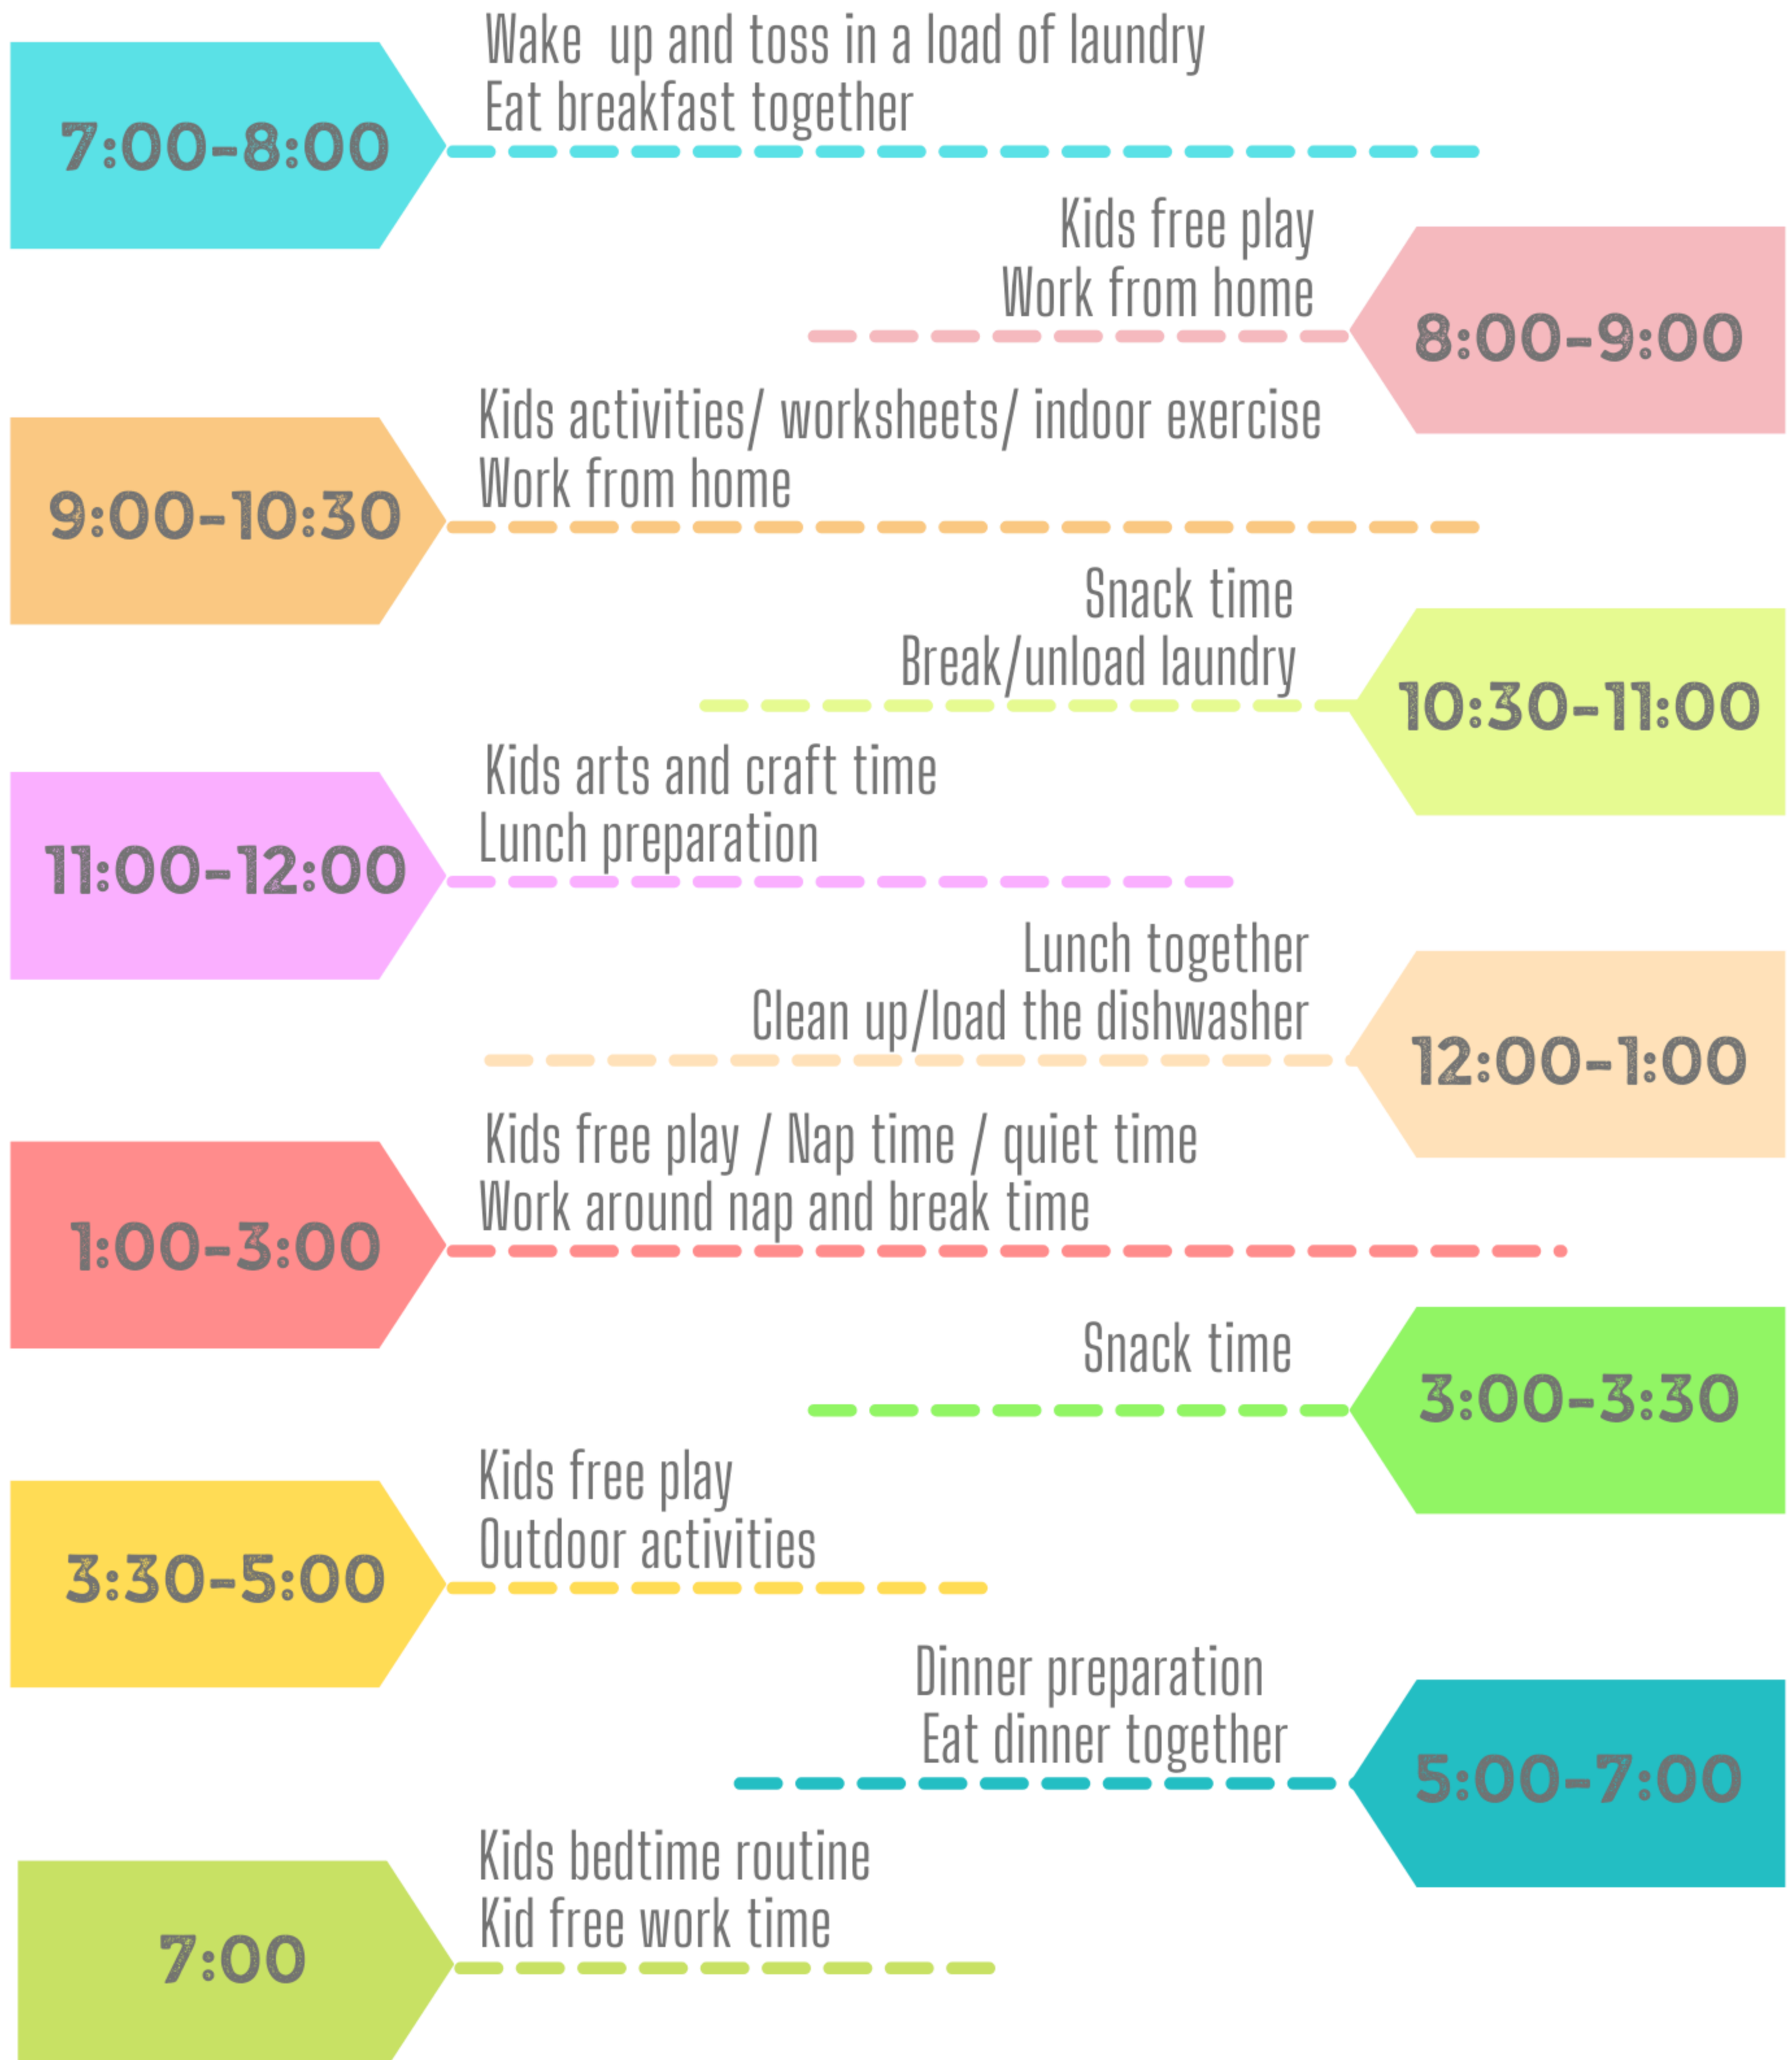 7:00-8:00
Wake up and toss in a load of laundry
Eat breakfast together
Kids free play
Work from home
8:00-9:00
9:00-10:30
Kids activities/ worksheets/ indoor exercise
Work from home
Snack time
Break/unload laundry
10:30-11:00
11:00-12:00
Kids arts and craft time
Lunch preparation
Lunch together
Clean up/load the dishwasher
12:00-1:00
1:00-3:00
Kids free play / Nap time / quiet time
Work around nap and break time
Snack time
3:00-3:30
3:30-5:00
Kids free play
Outdoor activities
Dinner preparation
Eat dinner together
5:00-7:00
7:00
Kids bedtime routine
Kid free work time